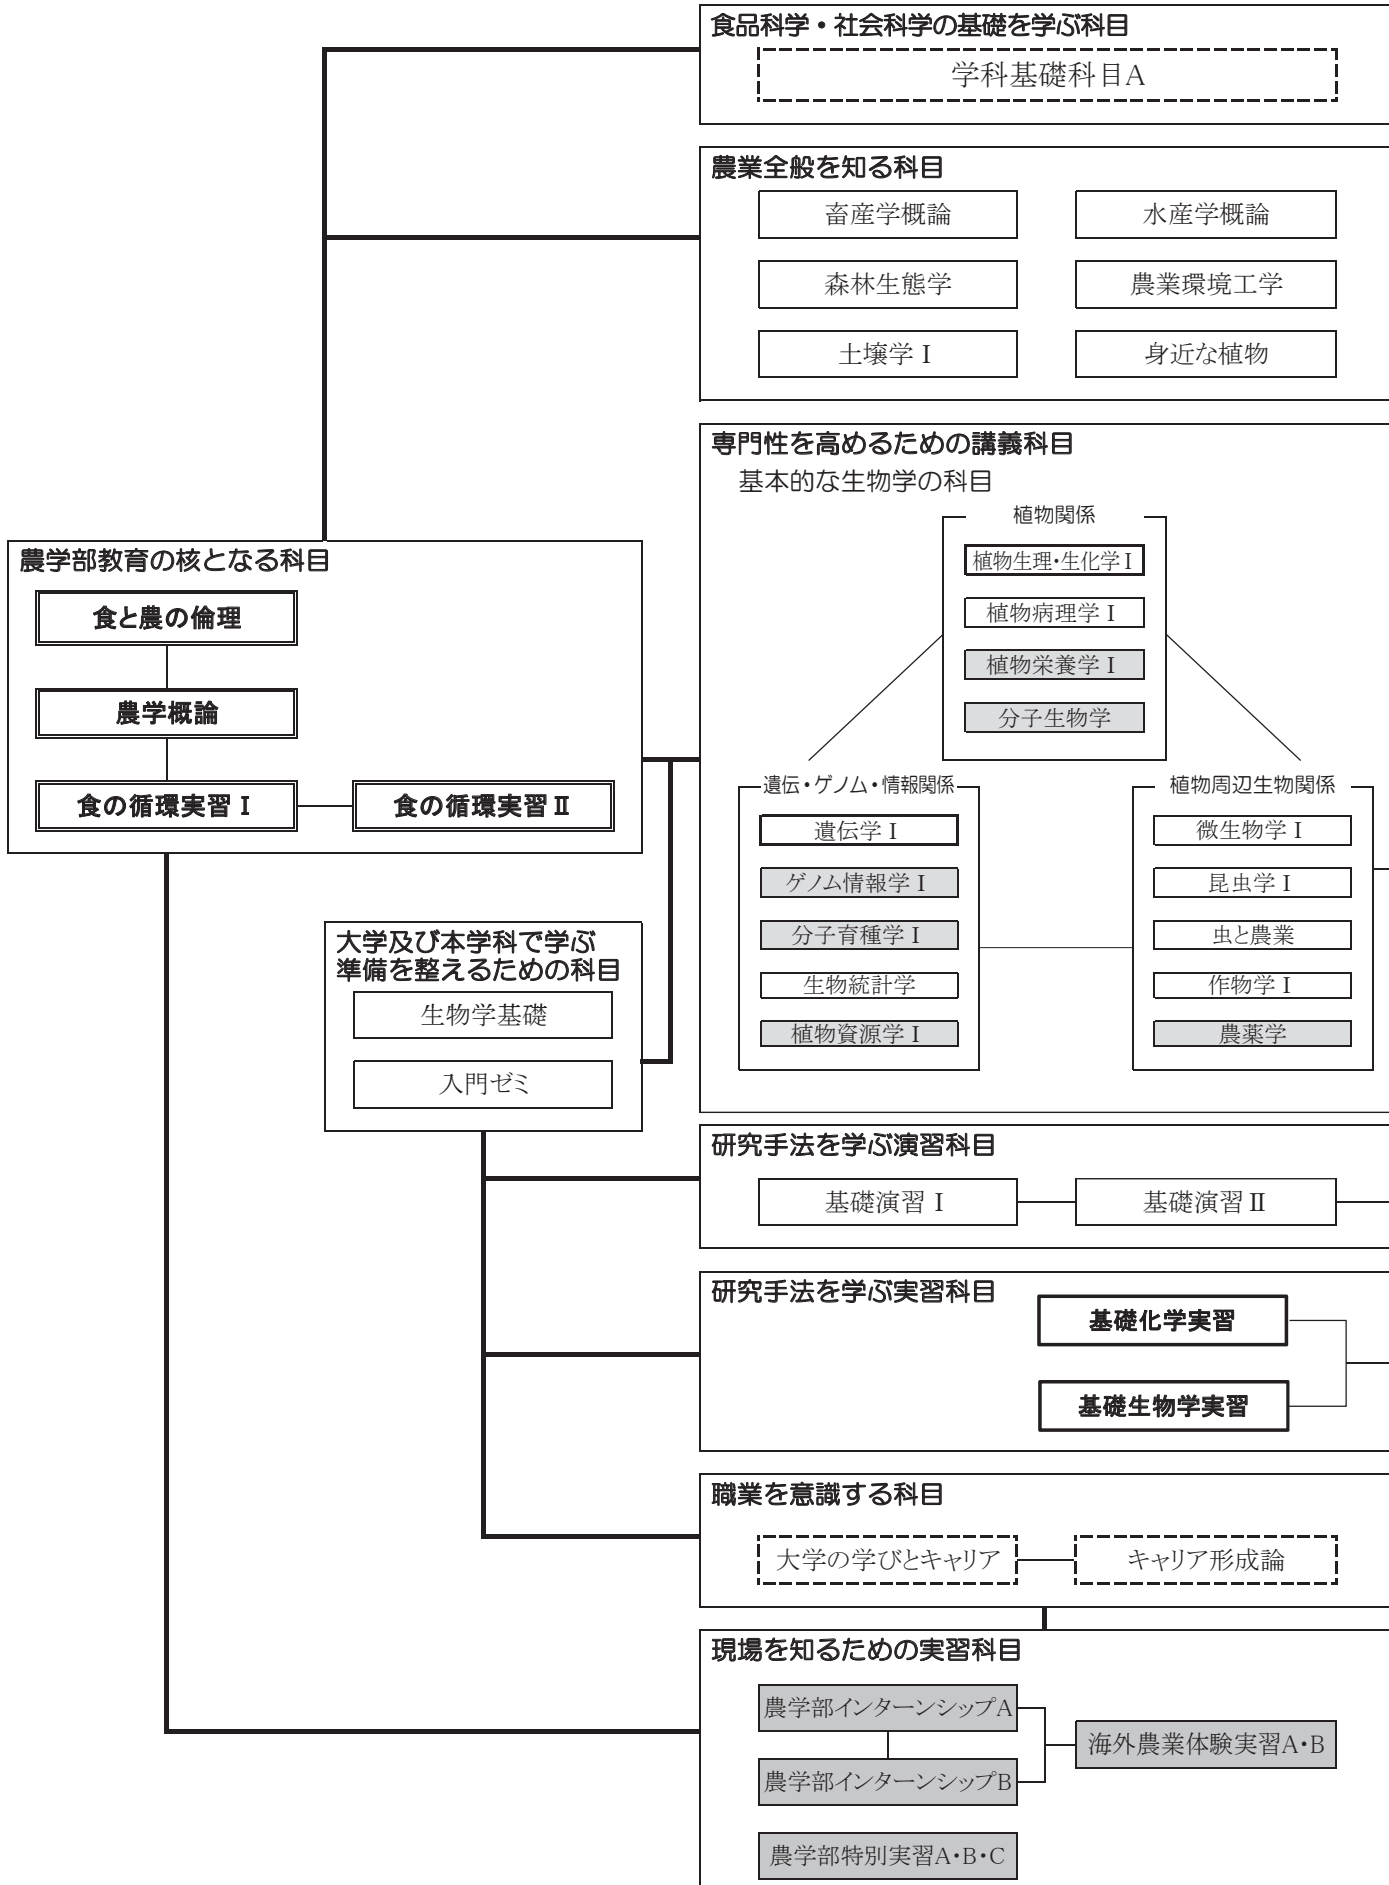 食品科学・社会科学の基礎を学ぶ科目
学科基礎科目A
農業全般を知る科目
畜産学概論
水産学概論
森林生態学
農業環境工学
土壌学Ⅰ
身近な植物
専門性を高めるための講義科目
基本的な生物学の科目
植物関係
植物生理・生化学Ⅰ
植物病理学Ⅰ
植物栄養学Ⅰ
分子生物学
農学部教育の核となる科目
食と農の倫理
農学概論
食の循環実習Ⅰ
食の循環実習Ⅱ
遺伝・ゲノム・情報関係
遺伝学Ⅰ
ゲノム情報学Ⅰ
分子育種学Ⅰ
生物統計学
植物資源学Ⅰ
植物周辺生物関係
微生物学Ⅰ
昆虫学Ⅰ
虫と農業
作物学Ⅰ
農薬学
大学及び本学科で学ぶ
準備を整えるための科目
生物学基礎
入門ゼミ
研究手法を学ぶ演習科目
基礎演習Ⅰ
基礎演習Ⅱ
研究手法を学ぶ実習科目
基礎化学実習
基礎生物学実習
職業を意識する科目
大学の学びとキャリア
キャリア形成論
現場を知るための実習科目
農学部インターンシップA
農学部インターンシップB
海外農業体験実習A・B
農学部特別実習A・B・C